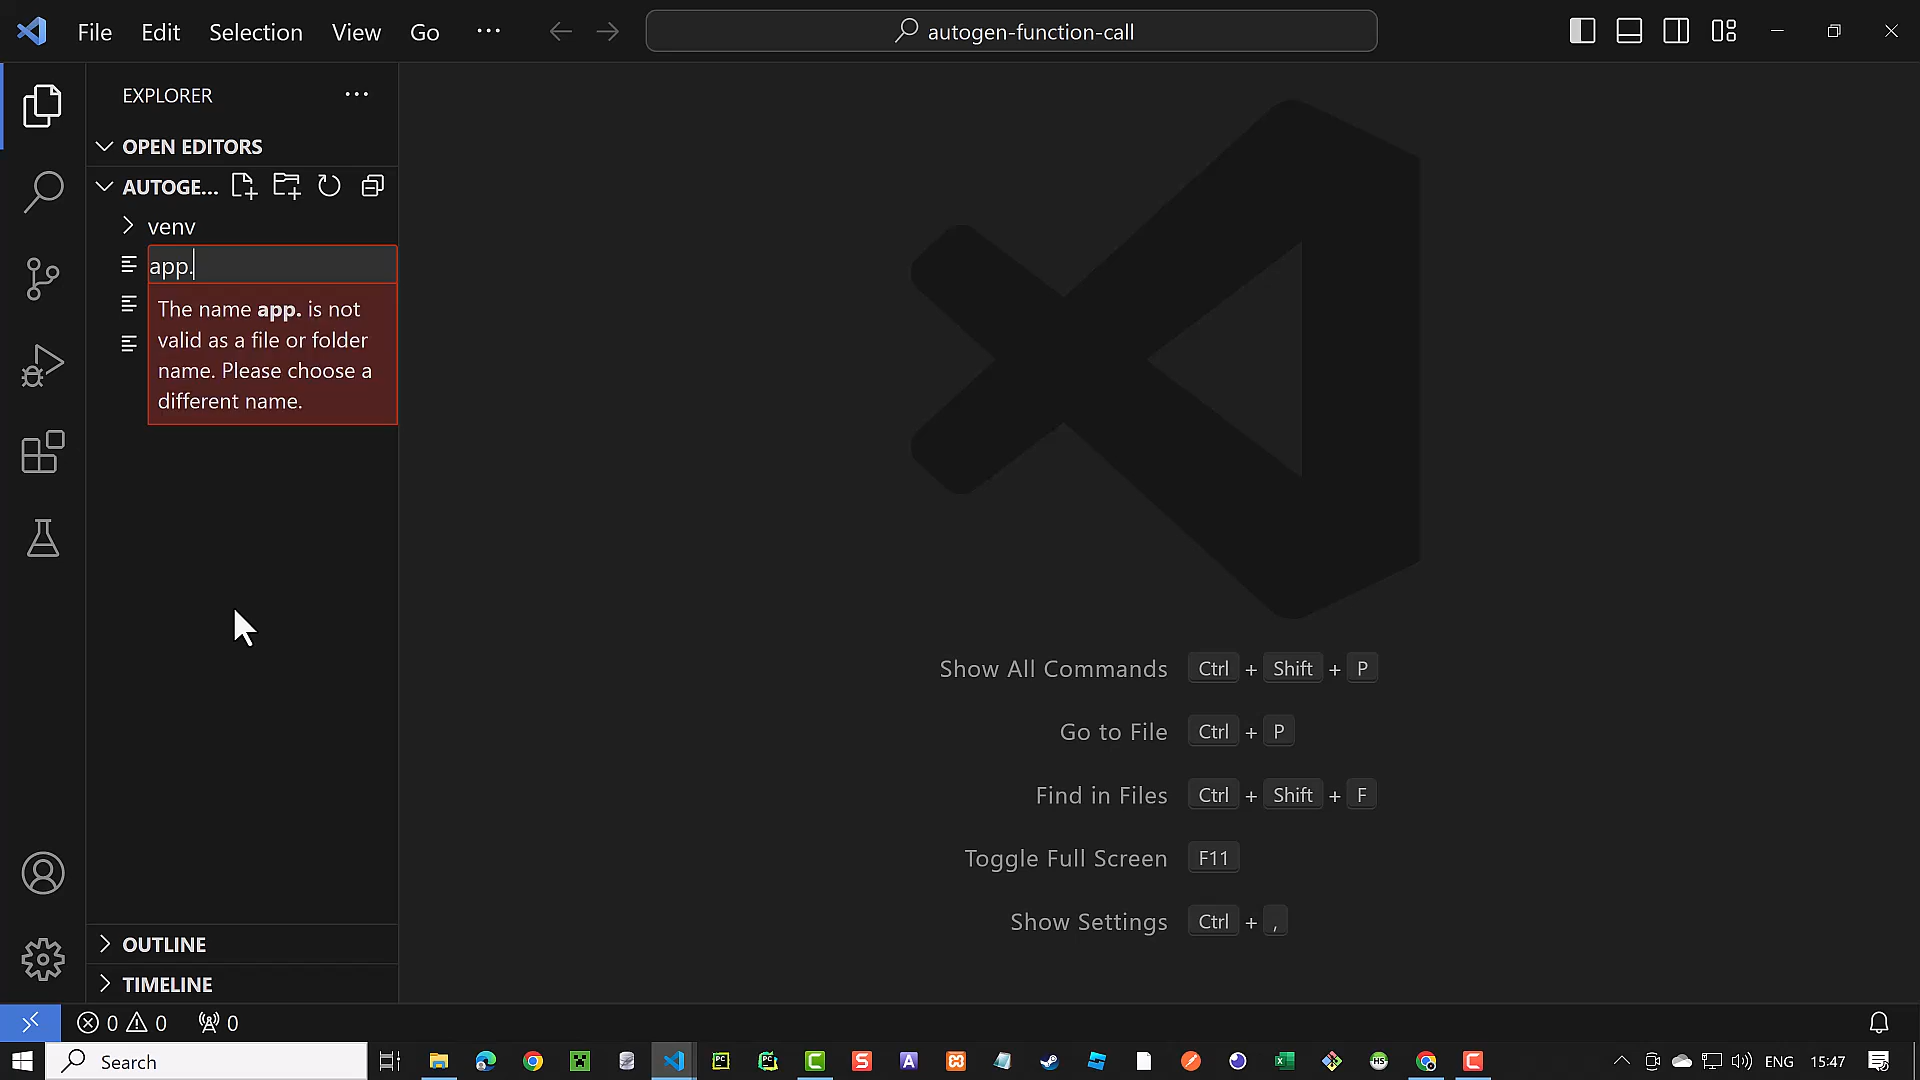 File Edit Selection View Go ...
autogen-function-call
EXPLORER
OPEN EDITORS
AUTOGE...
venv
app.
The name app. is not
valid as a file or folder
name. Please choose a
different name.
Show All Commands Ctrl + Shift + P
Go to File Ctrl + P
Find in Files Ctrl + Shift + F
Toggle Full Screen F11
Show Settings Ctrl + ,
OUTLINE
TIMELINE
0 0 0
Search
PC PC S A HS C
ENG 15:47